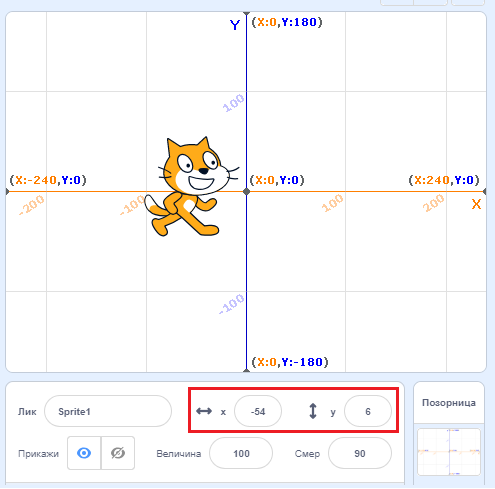 Y
(X:0,Y:180)
100
(X:-240,Y:0)
(X:0,Y:0)
(X:240,Y:0)
-200
-100
100
200
X
-100
(X:0,Y:-180)
Лик
Sprite1
x
-54
y
6
Позорница
Прикажи
Величина
100
Смер
90